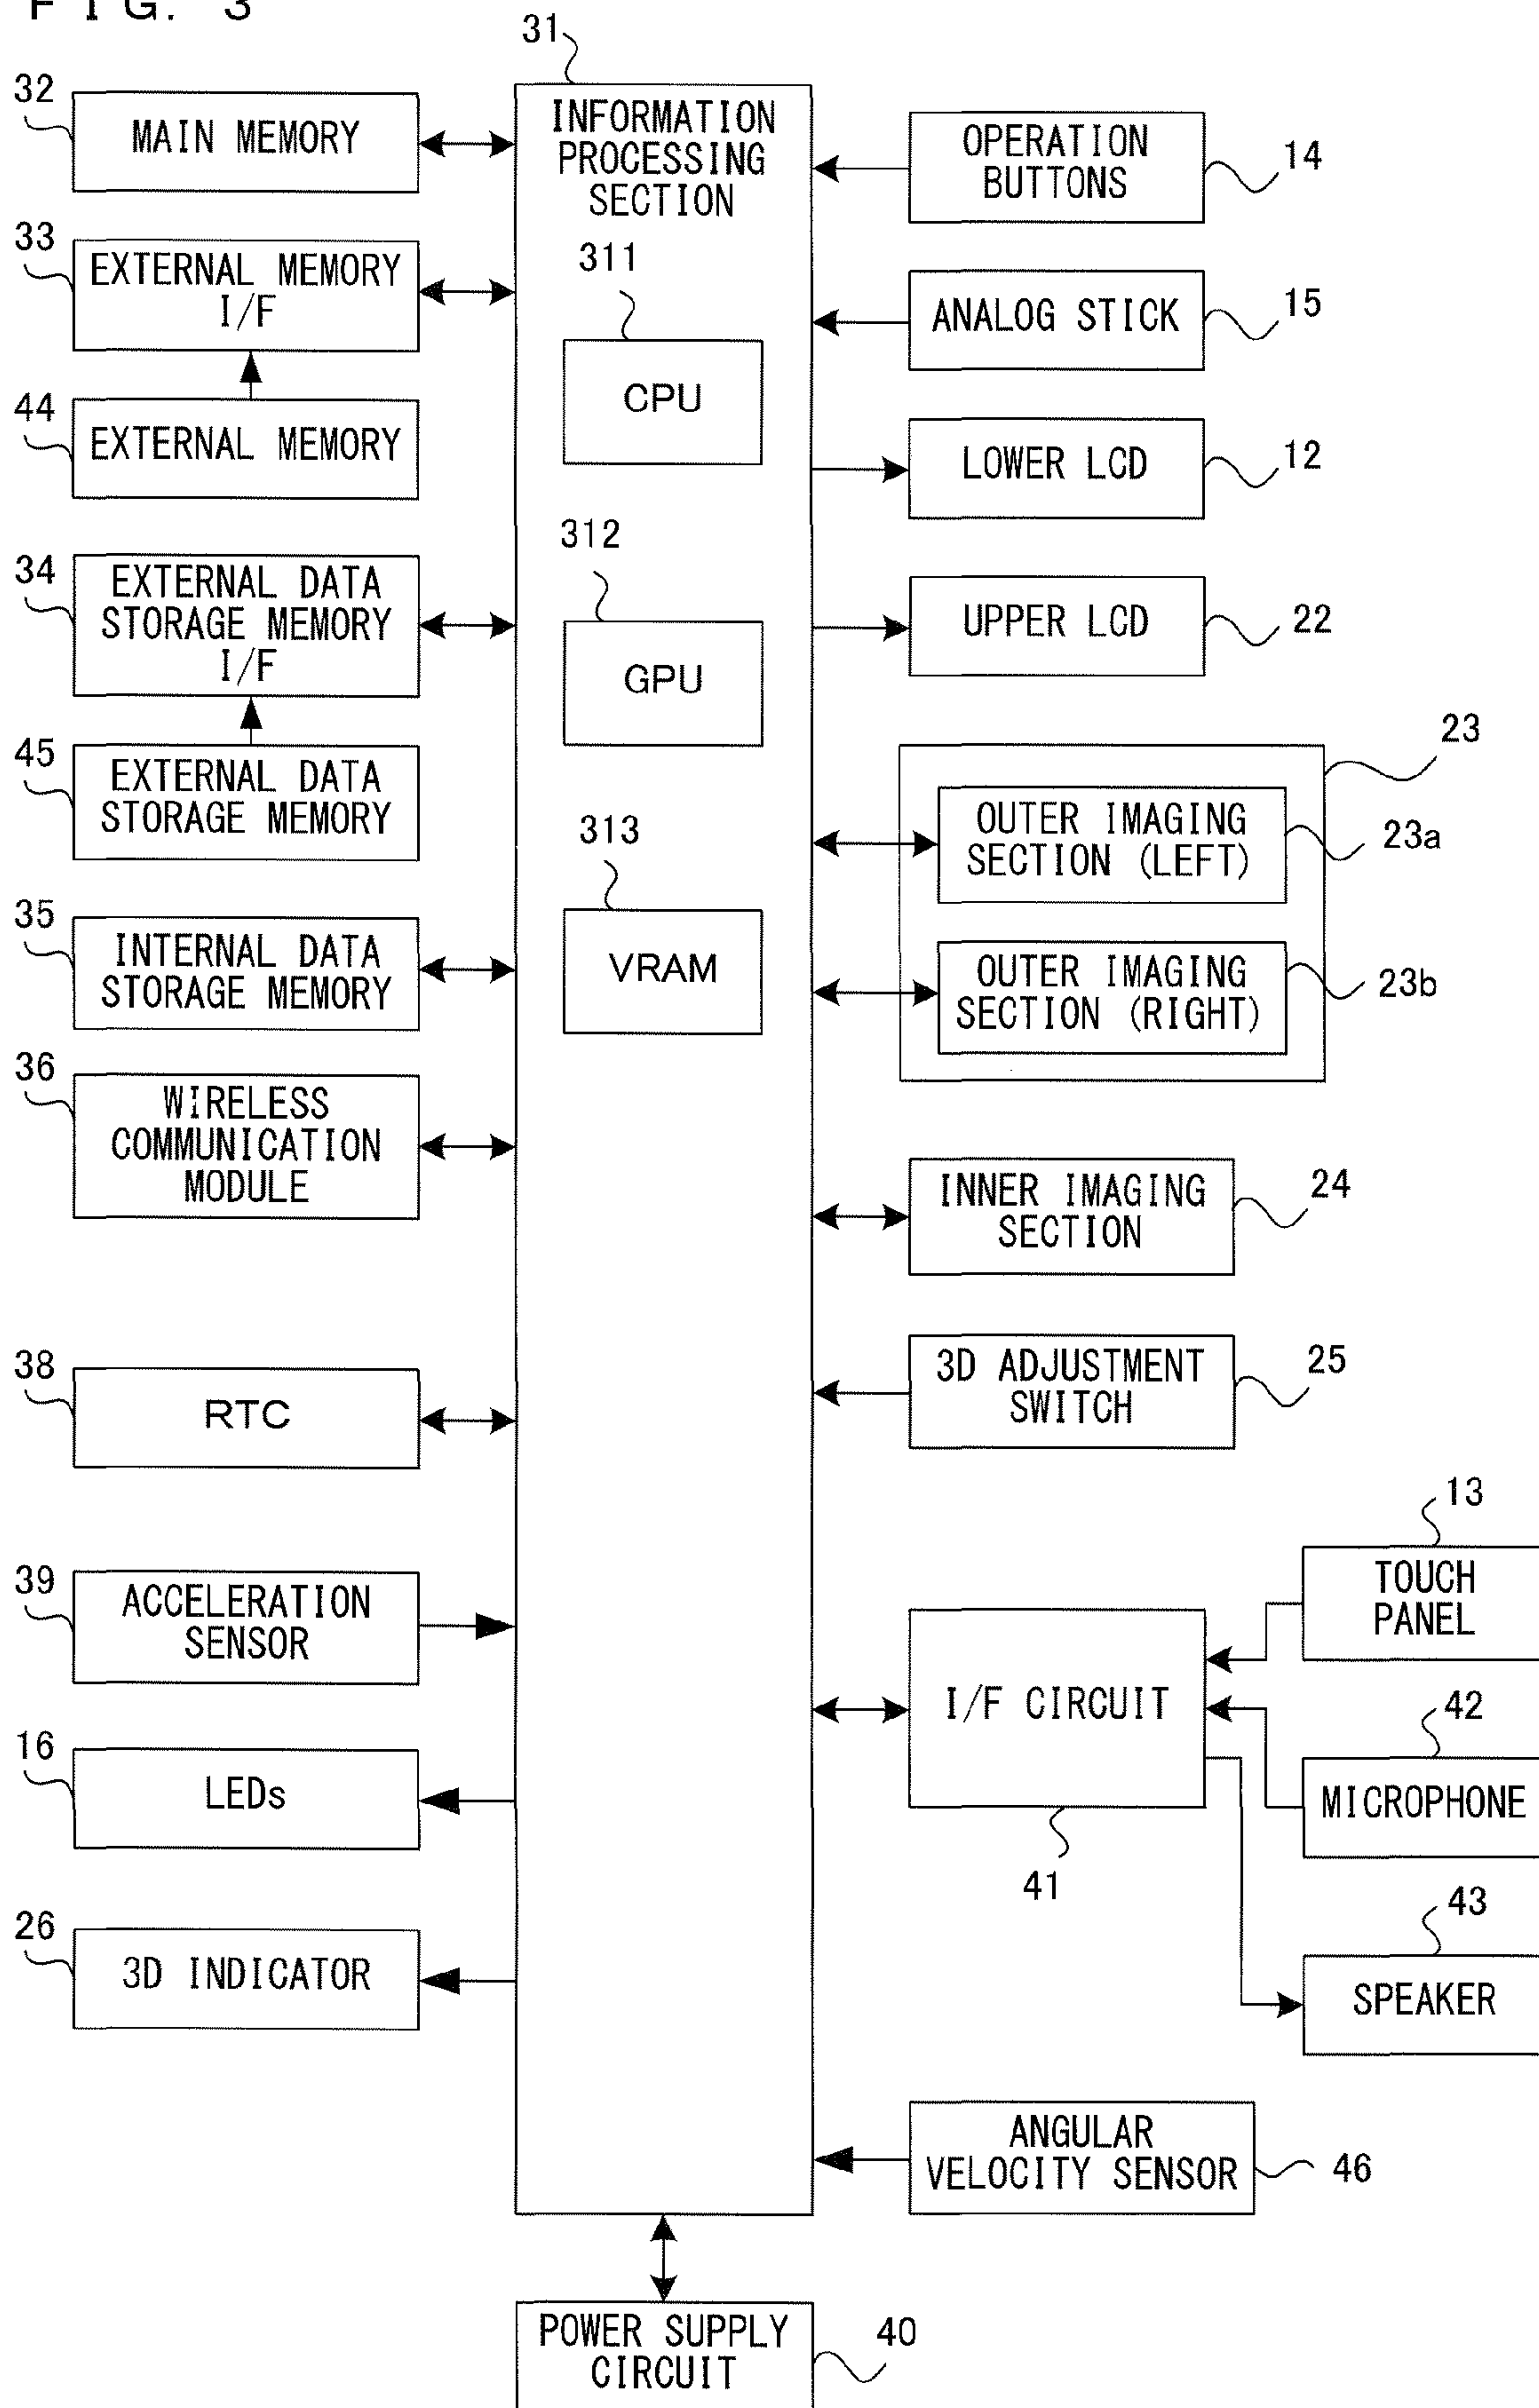 FIG. 3
31
32
MAIN MEMORY
33
EXTERNAL MEMORY
I/F
44
EXTERNAL MEMORY
34
EXTERNAL DATA
STORAGE MEMORY
I/F
45
EXTERNAL DATA
STORAGE MEMORY
35
INTERNAL DATA
STORAGE MEMORY
36
WIRELESS
COMMUNICATION
MODULE
38
RTC
39
ACCELERATION
SENSOR
16
LEDs
26
3D INDICATOR
INFORMATION
PROCESSING
SECTION
311
CPU
312
GPU
313
VRAM
OPERATION
BUTTONS
14
ANALOG STICK
15
LOWER LCD
12
UPPER LCD
22
23
OUTER IMAGING
SECTION (LEFT)
23a
OUTER IMAGING
SECTION (RIGHT)
23b
INNER IMAGING
SECTION
24
3D ADJUSTMENT
SWITCH
25
13
TOUCH
PANEL
I/F CIRCUIT
41
42
MICROPHONE
43
SPEAKER
ANGULAR
VELOCITY SENSOR
46
POWER SUPPLY
CIRCUIT
40